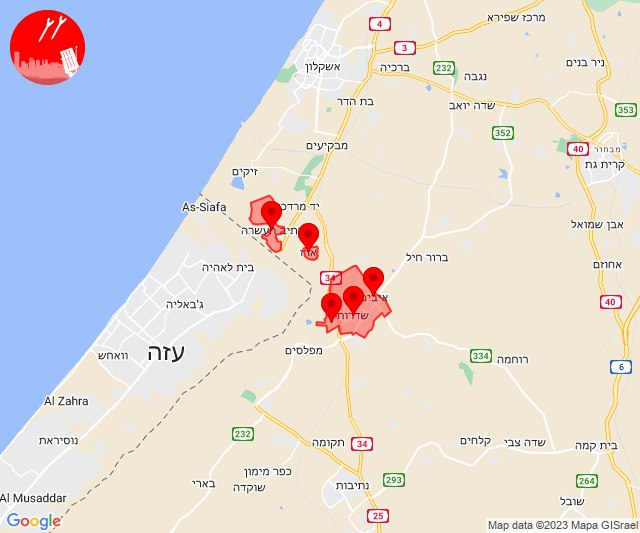 מרכז שפירא
4
3
אשקלון
ברכיה
232
נגבה
ניר בנים
בת הדר
שדה יואב
353
352
מבקיעים
40
מבחור
קרית גת
זיקים
As-Siafa
יד מרדכי
נתיב העשרה
אבן שמואל
ארז
ברור חיל
אחוזם
בית לאהיה
34
איבים
ג'באליה
40
שדרות
עזה
וואחש
מפלסים
334
רוחמה
6
Al Zahra
232
נוסיראת
34
תקומה
קלחים
שדה צבי
בית קמה
כפר מימון
שוקדה
בארי
293
264
נתיבות
שובל
Al Musaddar
25
Google
Map data ©2023 Mapa GISrael